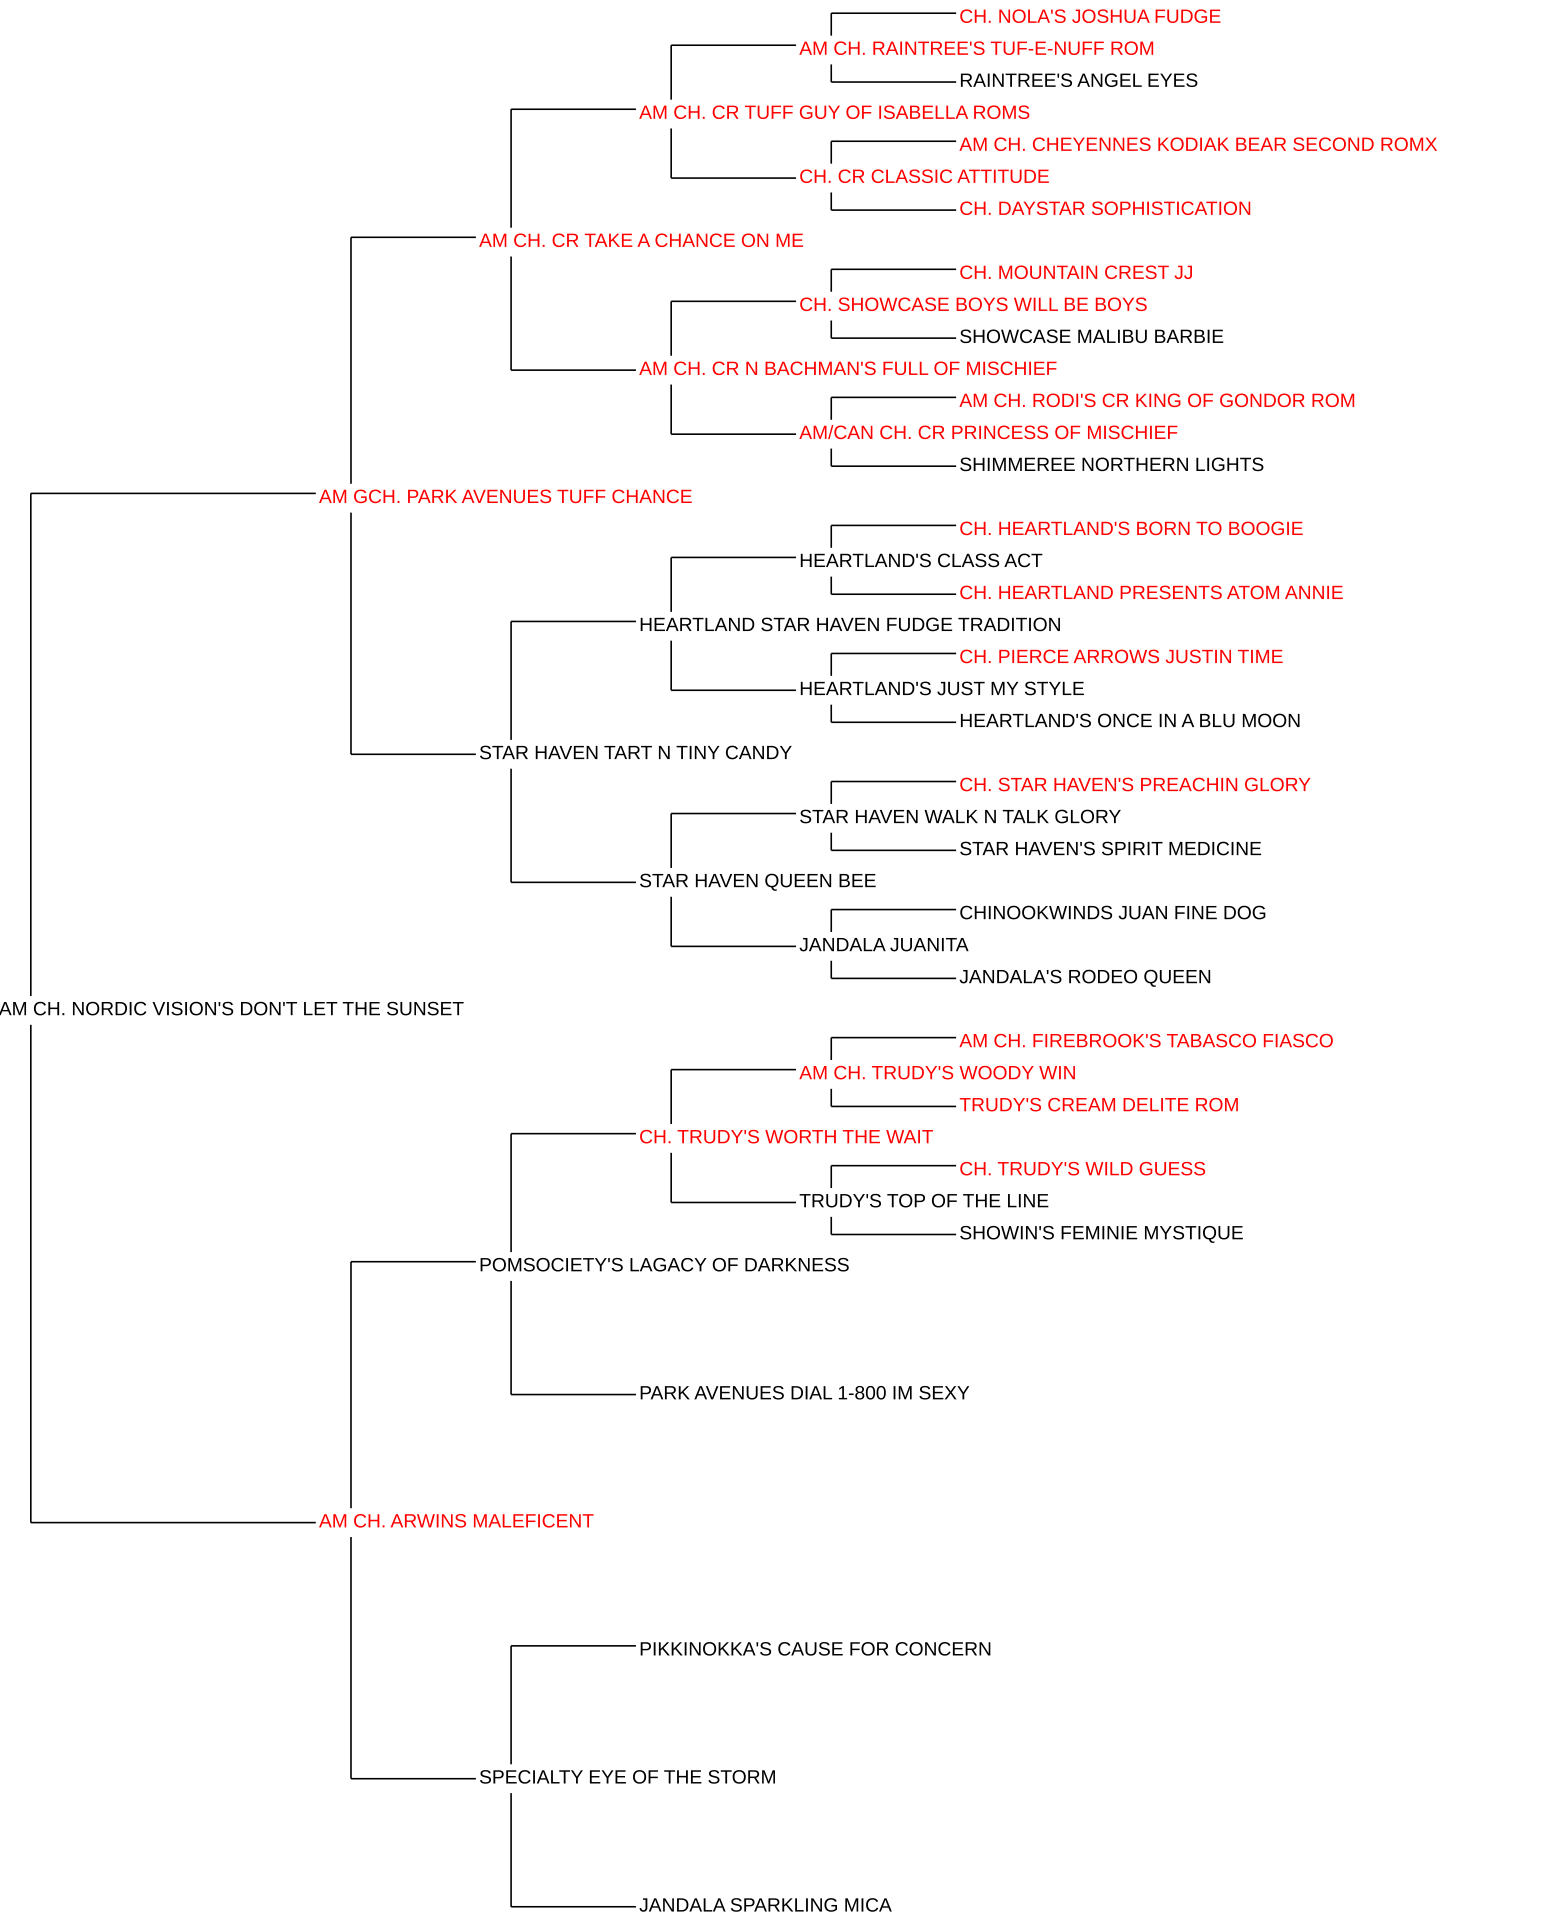 CH. NOLA'S JOSHUA FUDGE
AM CH. RAINTREE'S TUF-E-NUFF ROM
RAINTREE'S ANGEL EYES
AM CH. CR TUFF GUY OF ISABELLA ROMS
AM CH. CHEYENNES KODIAK BEAR SECOND ROMX
CH. CR CLASSIC ATTITUDE
CH. DAYSTAR SOPHISTICATION
AM CH. CR TAKE A CHANCE ON ME
CH. MOUNTAIN CREST JJ
CH. SHOWCASE BOYS WILL BE BOYS
SHOWCASE MALIBU BARBIE
AM CH. CR N BACHMAN'S FULL OF MISCHIEF
AM CH. RODI'S CR KING OF GONDOR ROM
AM/CAN CH. CR PRINCESS OF MISCHIEF
SHIMMEREE NORTHERN LIGHTS
AM GCH. PARK AVENUES TUFF CHANCE
CH. HEARTLAND'S BORN TO BOOGIE
HEARTLAND'S CLASS ACT
CH. HEARTLAND PRESENTS ATOM ANNIE
HEARTLAND STAR HAVEN FUDGE TRADITION
CH. PIERCE ARROWS JUSTIN TIME
HEARTLAND'S JUST MY STYLE
HEARTLAND'S ONCE IN A BLU MOON
STAR HAVEN TART N TINY CANDY
CH. STAR HAVEN'S PREACHIN GLORY
STAR HAVEN WALK N TALK GLORY
STAR HAVEN'S SPIRIT MEDICINE
STAR HAVEN QUEEN BEE
CHINOOKWINDS JUAN FINE DOG
JANDALA JUANITA
JANDALA'S RODEO QUEEN
AM CH. NORDIC VISION'S DON'T LET THE SUNSET
AM CH. FIREBROOK'S TABASCO FIASCO
AM CH. TRUDY'S WOODY WIN
TRUDY'S CREAM DELITE ROM
CH. TRUDY'S WORTH THE WAIT
CH. TRUDY'S WILD GUESS
TRUDY'S TOP OF THE LINE
SHOWIN'S FEMINIE MYSTIQUE
POMSOCIETY'S LAGACY OF DARKNESS
PARK AVENUES DIAL 1-800 IM SEXY
AM CH. ARWINS MALEFICENT
PIKKINOKKA'S CAUSE FOR CONCERN
SPECIALTY EYE OF THE STORM
JANDALA SPARKLING MICA